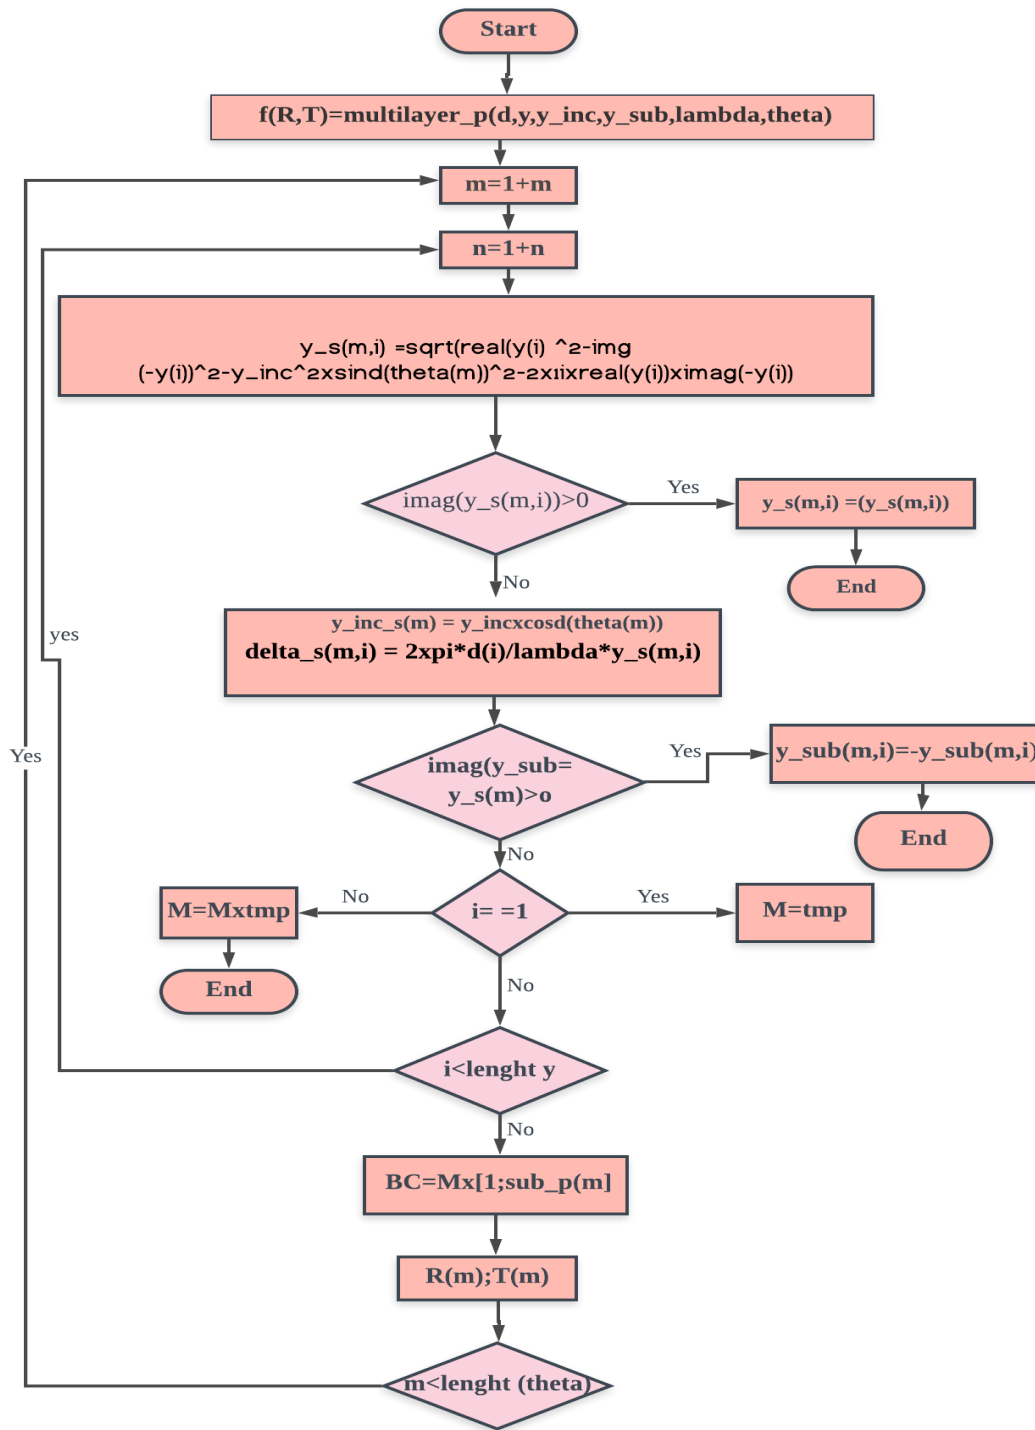 Start
f(R,T)=multilayer_p(d,y,y_inc,y_sub,lambda,theta)
m=1+m
n=1+n
y_s(m,i) =sqrt(real(y(i) ^2-img
(-y(i))^2-y_inc^2xsind(theta(m))^2-2x1ixreal(y(i))ximag(-y(i))
imag(y_s(m,i))>0
Yes
y_s(m,i) =(y_s(m,i))
End
No
y_inc_s(m) = y_incxcosd(theta(m))
delta_s(m,i) = 2xpi*d(i)/lambda*y_s(m,i)
yes
Yes
imag(y_sub=
y_s(m)>o
Yes
y_sub(m,i)=-y_sub(m,i)
End
No
M=Mxtmp
No
i= =1
Yes
M=tmp
End
No
i<lenght y
No
BC=Mx[1;sub_p(m]
R(m);T(m)
m<lenght (theta)